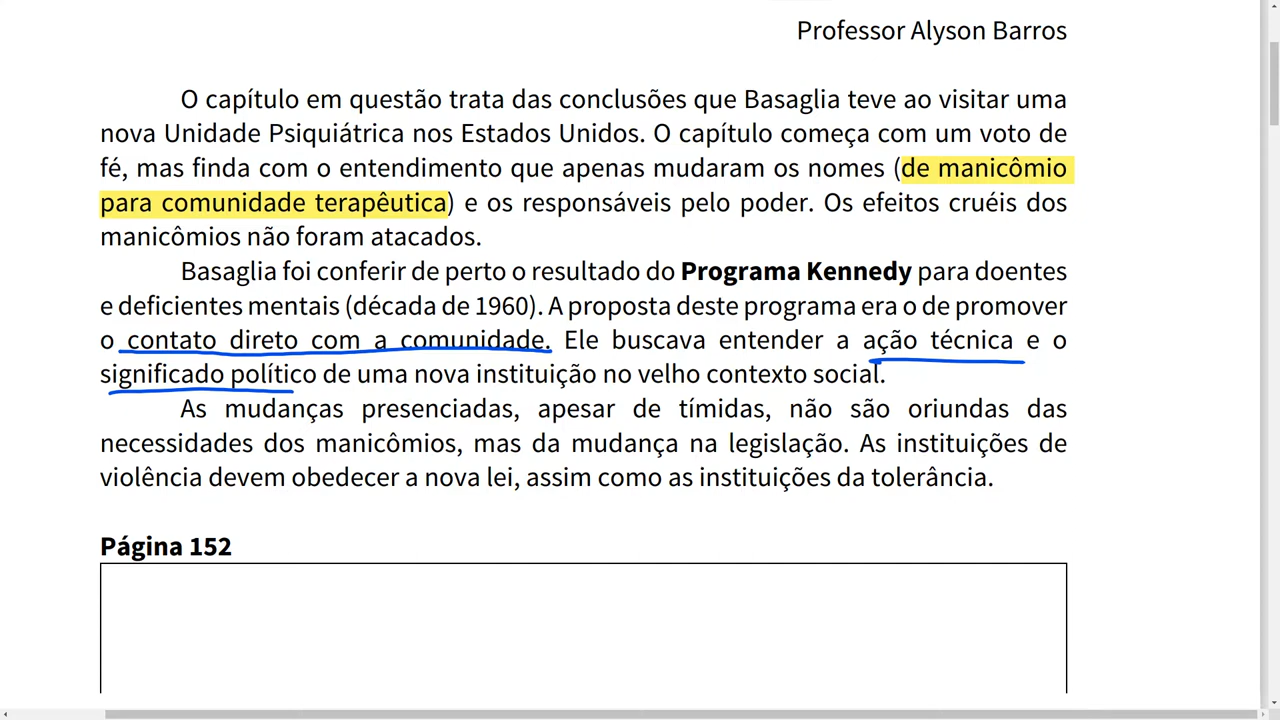 Professor Alyson Barros
O capítulo em questão trata das conclusões que Basaglia teve ao visitar uma
nova Unidade Psiquiátrica nos Estados Unidos. O capítulo começa com um voto de
fé, mas finda com o entendimento que apenas mudaram os nomes (de manicômio
para comunidade terapêutica) e os responsáveis pelo poder. Os efeitos cruéis dos
manicômios não foram atacados.
Basaglia foi conferir de perto o resultado do Programa Kennedy para doentes
e deficientes mentais (década de 1960). A proposta deste programa era o de promover
o contato direto com a comunidade. Ele buscava entender a ação técnica e o
significado político de uma nova instituição no velho contexto social.
As mudanças presenciadas, apesar de tímidas, não são oriundas das
necessidades dos manicômios, mas da mudança na legislação. As instituições de
violência devem obedecer a nova lei, assim como as instituições da tolerância.
Página 152